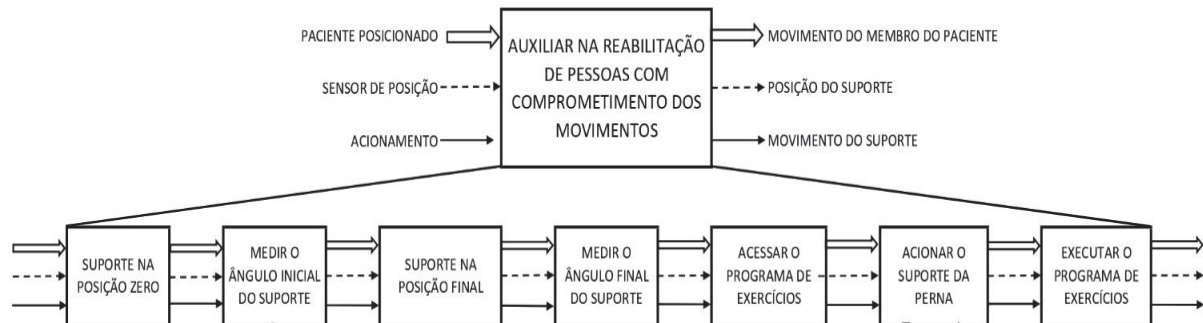 PACIENTE POSICIONADO
SENSOR DE POSIÇÃO
ACIONAMENTO
AUXILIAR NA REABILITAÇÃO
DE PESSOAS COM
COMPROMETIMENTO DOS
MOVIMENTOS
MOVIMENTO DO MEMBRO DO PACIENTE
POSIÇÃO DO SUPORTE
MOVIMENTO DO SUPORTE
SUPORTE NA
POSIÇÃO ZERO
MEDIR O
ÂNGULO INICIAL
DO SUPORTE
SUPORTE NA
POSIÇÃO FINAL
MEDIR O
ÂNGULO FINAL
DO SUPORTE
ACESSAR O
PROGRAMA DE
EXERCÍCIOS
ACIONAR O
SUPORTE DA
PERNA
EXECUTAR O
PROGRAMA DE
EXERCÍCIOS